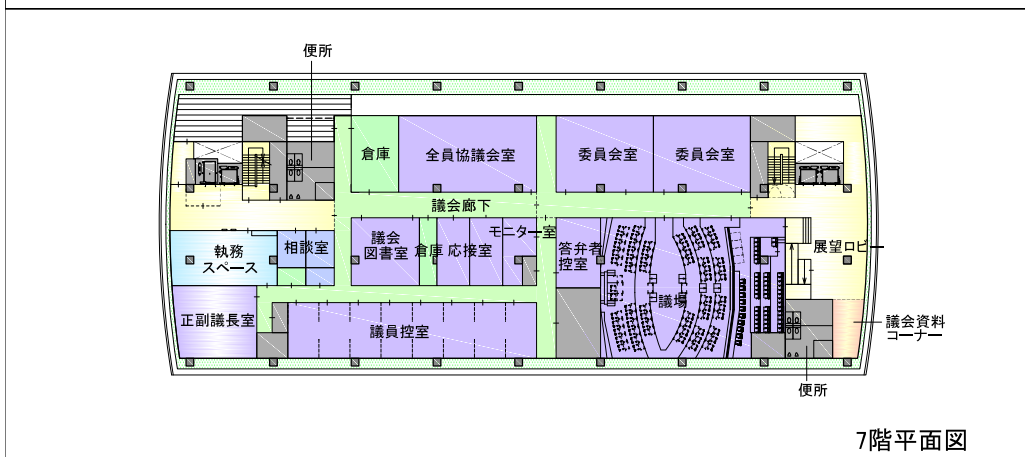 便所
倉庫
全員協議会室
委員会室
委員会室
議会廊下
執務
スペース
相談室
議会
図書室
倉庫
応接室
モニター室
答弁者
控室
議場
展望ロビー
正副議長室
議員控室
議会資料
コーナー
便所
7階平面図